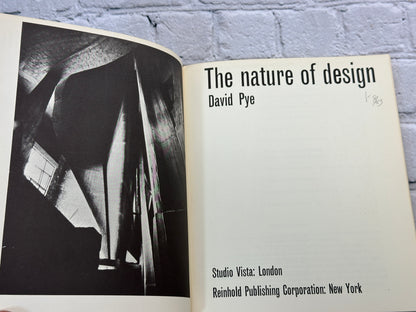 The nature of design
David Pye
Studio Vista: London
Reinhold Publishing Corporation: New York